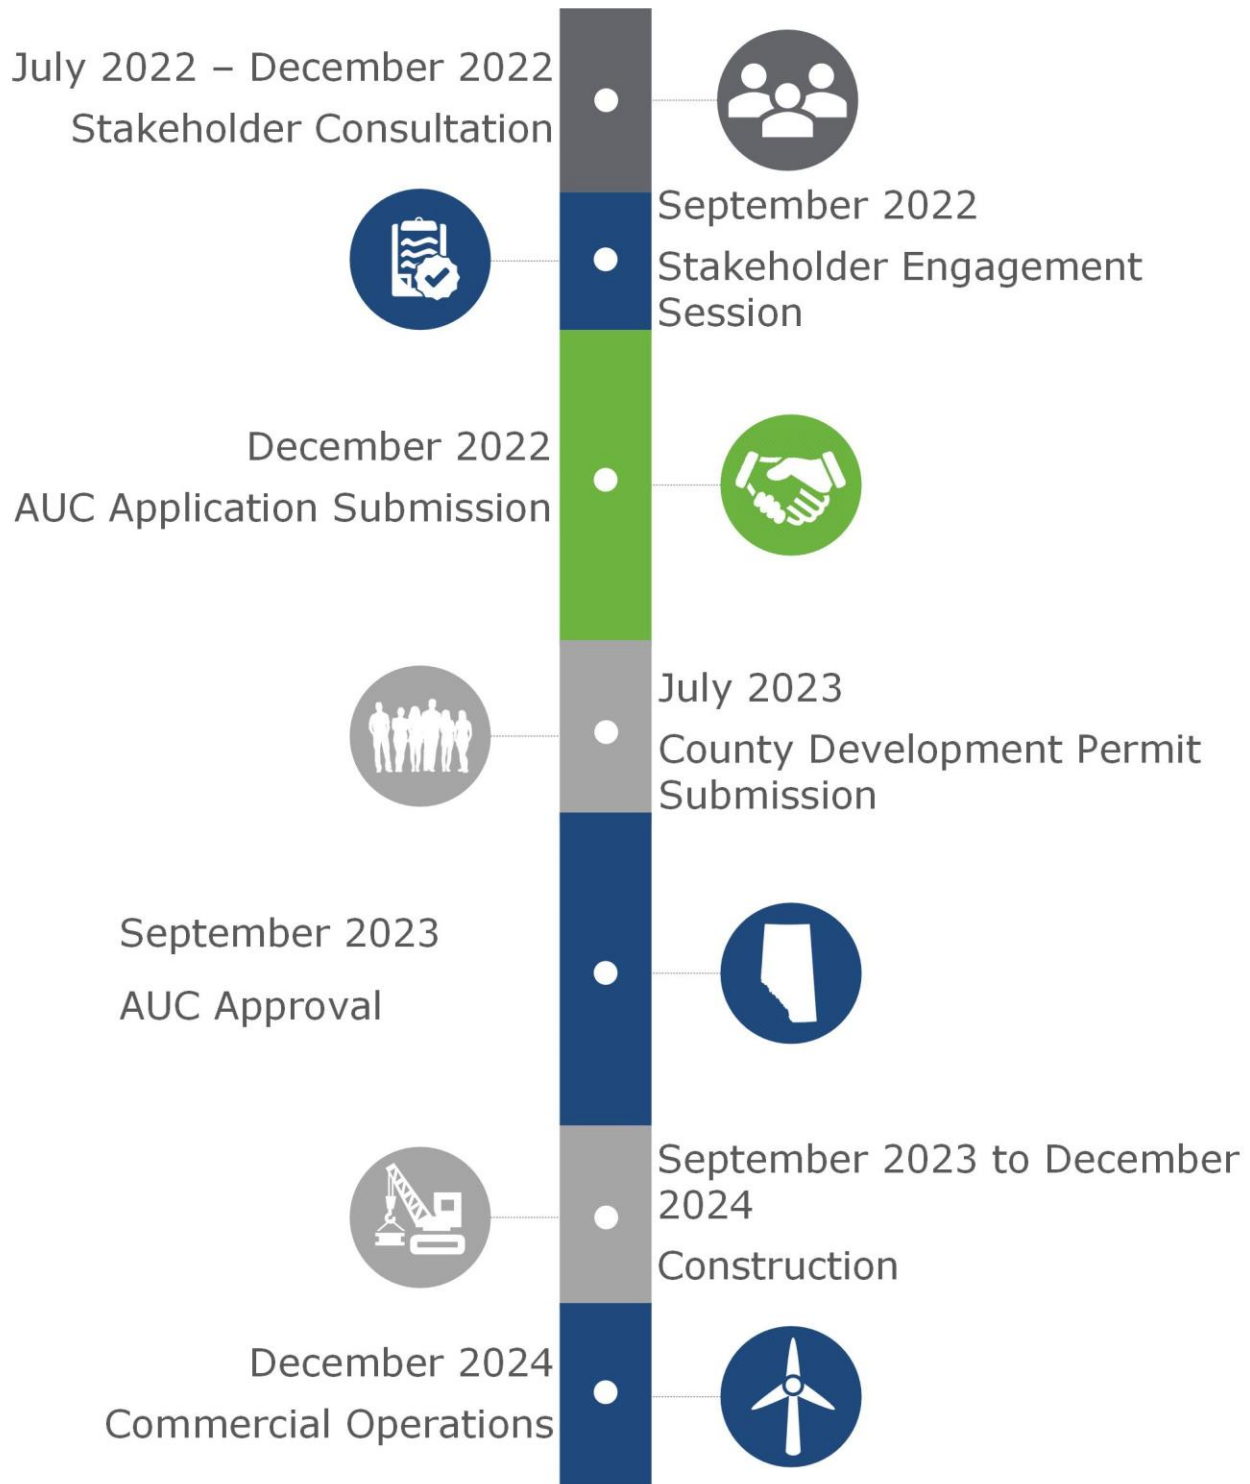 July 2022 – December 2022
Stakeholder Consultation
September 2022
Stakeholder Engagement
Session
December 2022
AUC Application Submission
July 2023
County Development Permit
Submission
September 2023
AUC Approval
September 2023 to December
2024
Construction
December 2024
Commercial Operations